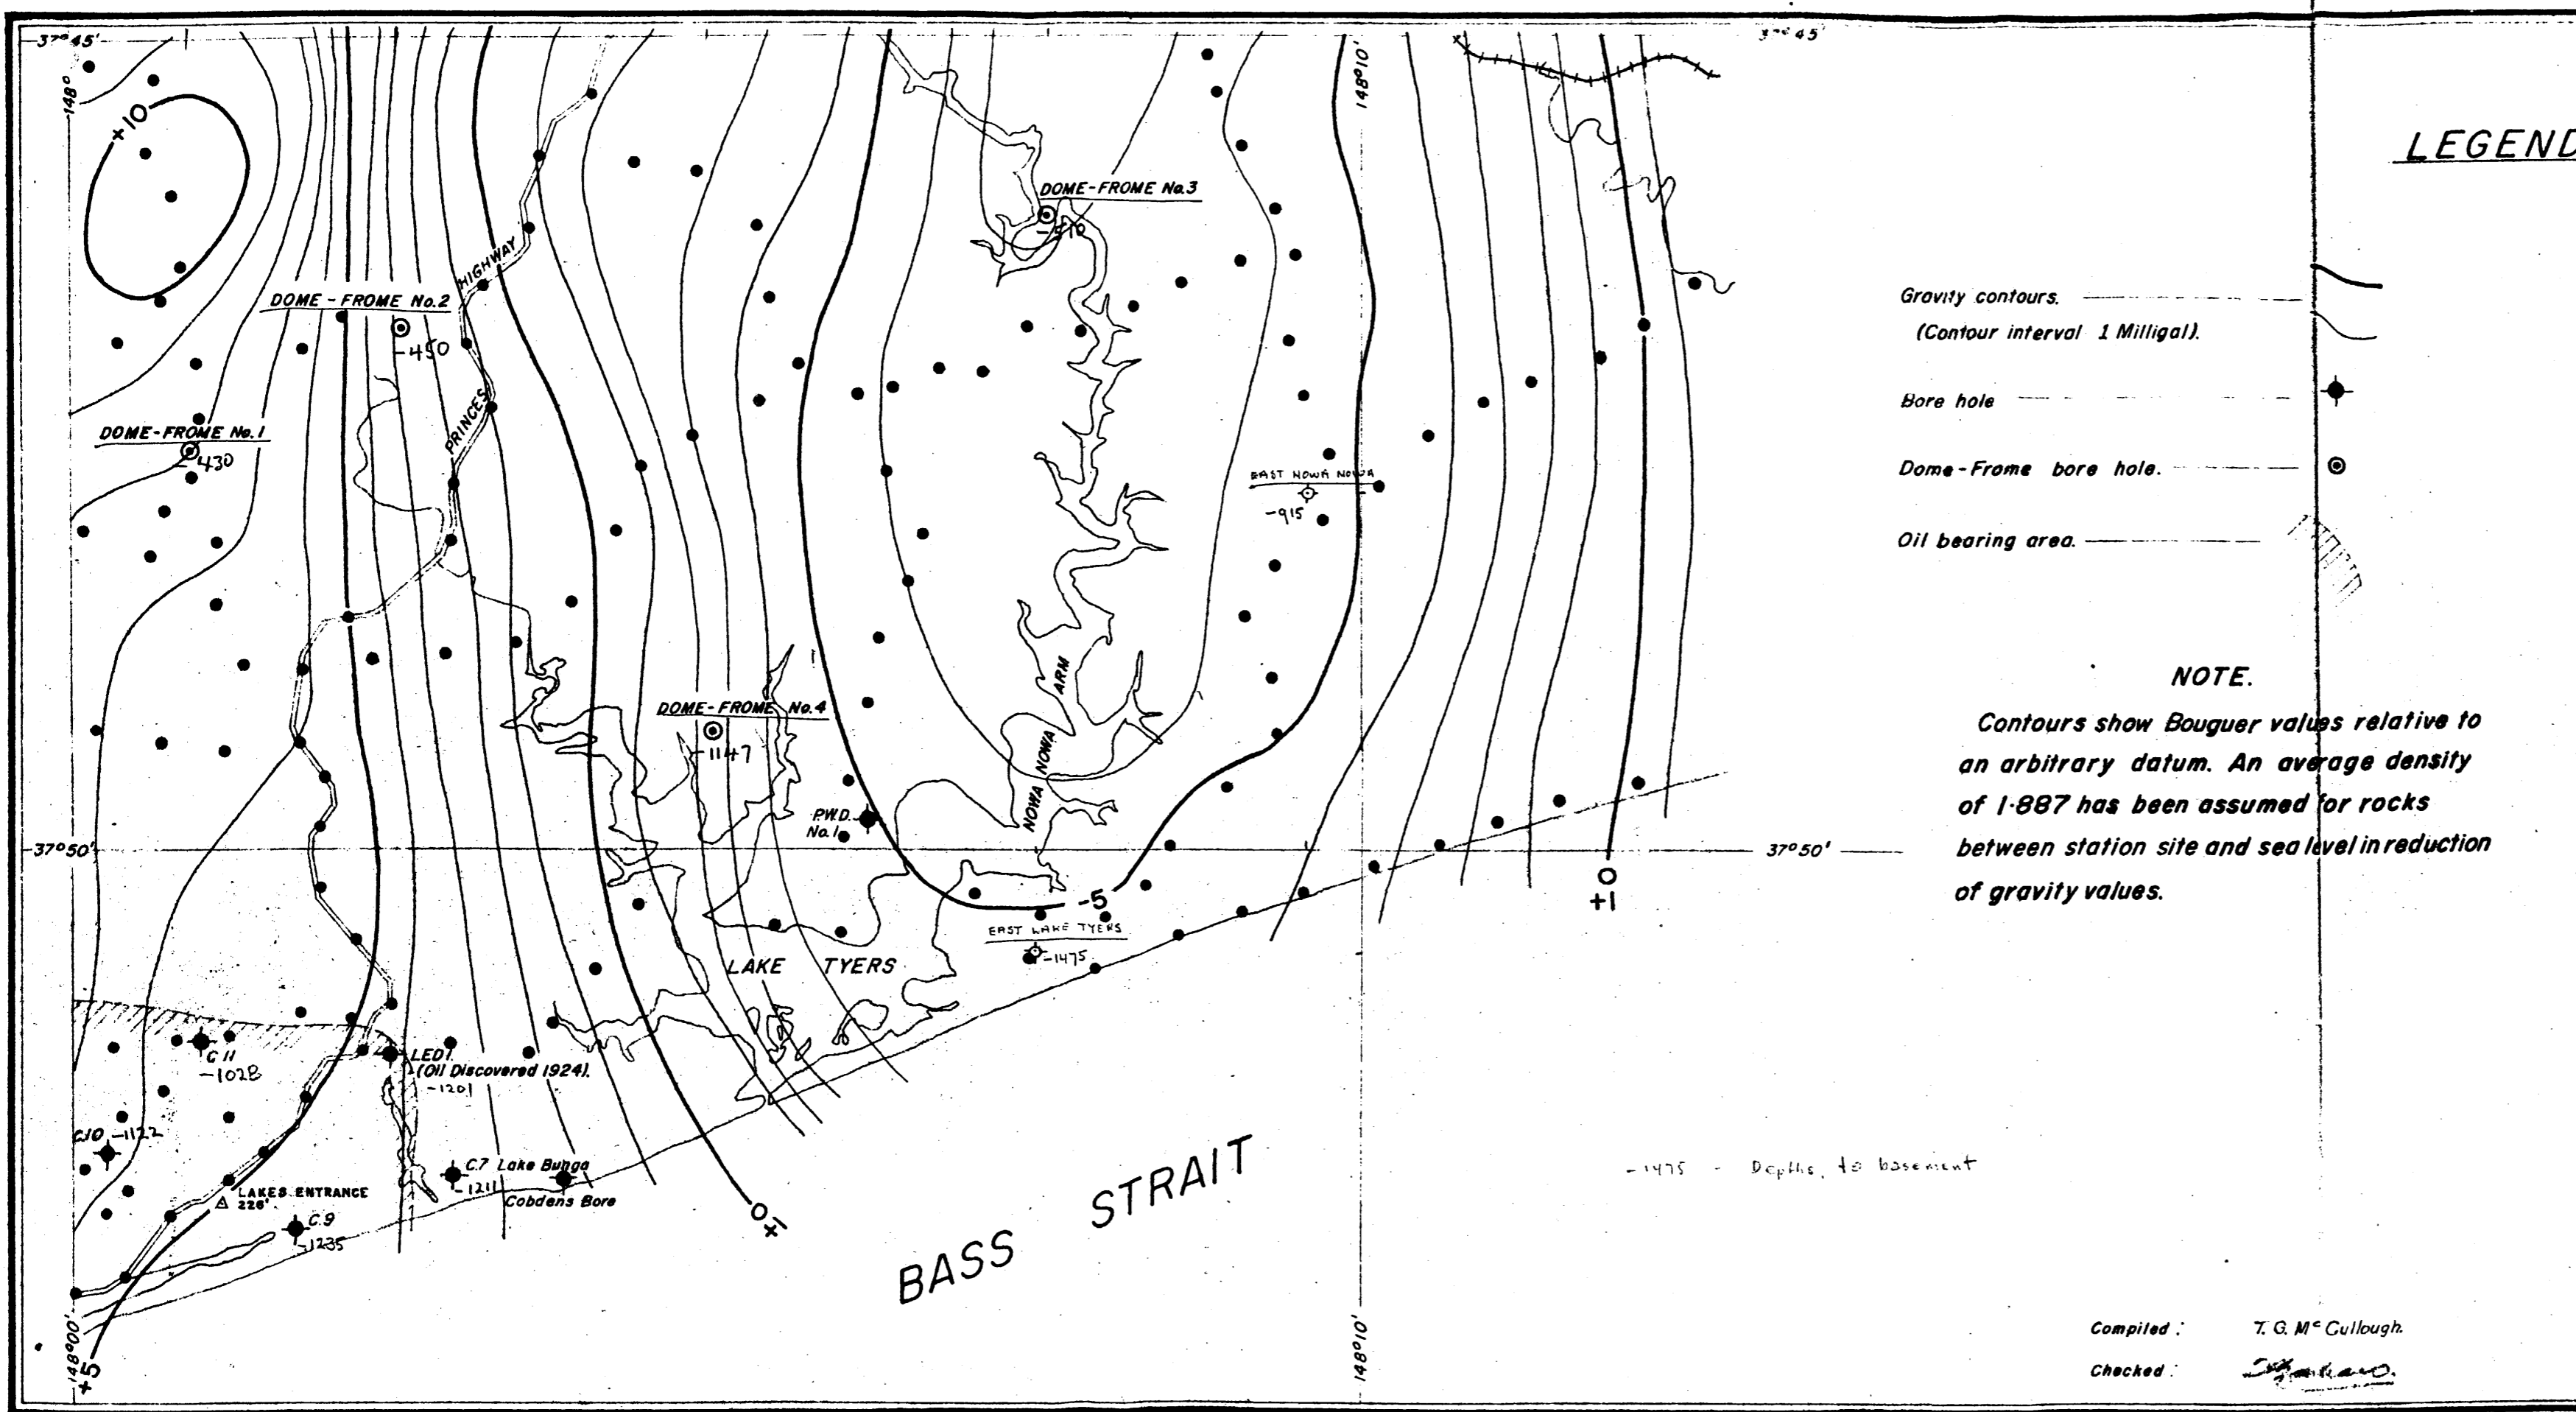 37°45'
148°
148°10'
37°45'
+10
LEGEND
DOME-FROME No.3
HIGHWAY
DOME - FROME No.2
-450
PRINCES
DOME-FROME No.1
-430
EAST NOWA NOWA
-915
Gravity contours.
(Contour interval 1 Milligal).
Bore hole
Dome-Frome bore hole.
Oil bearing area.
DOME-FROME No.4
-1147
NOWA NOWA ARM
P.W.D.
No.1
37°50'
37°50'
NOTE.
Contours show Bouguer values relative to
an arbitrary datum. An average density
of 1·887 has been assumed for rocks
between station site and sea level in reduction
of gravity values.
0
+1
-5
EAST LAKE TYERS
-1475
LAKE TYERS
C 11
-1028
LED 1.
(Oil Discovered 1924).
-1201
C.10 -1122
C.7 Lake Bunga
-1211
Cobdens Bore
LAKES ENTRANCE
226'
C.9
-1235
0
+1
BASS STRAIT
-1475 - Depths, to basement
148°00'
+5
148°10'
Compiled : T. G. McCullough.
Checked :